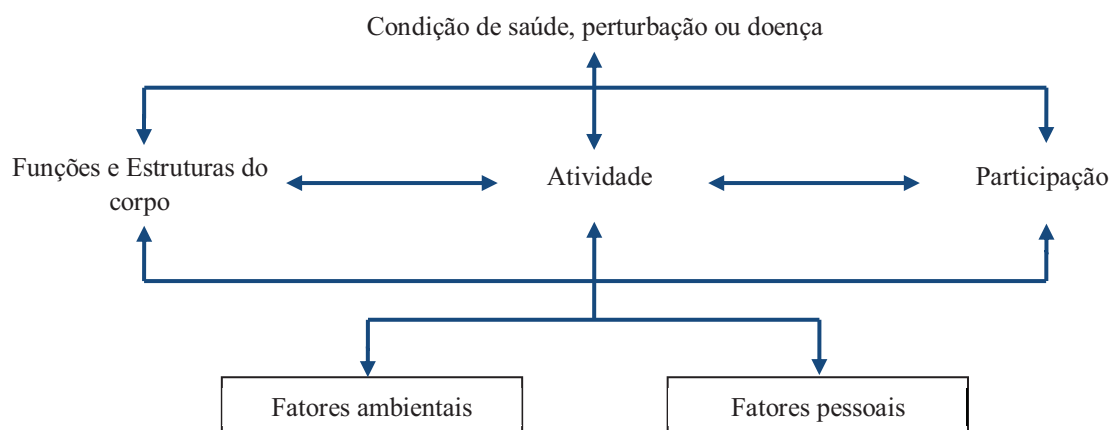 Condição de saúde, perturbação ou doença
Funções e Estruturas do
corpo
Atividade
Participação
Fatores ambientais
Fatores pessoais